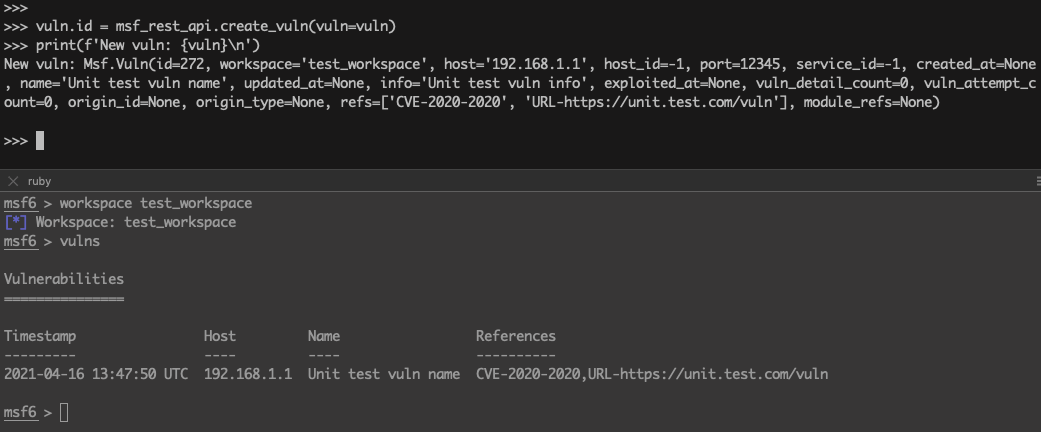 >>>
>>> vuln.id = msf_rest_api.create_vuln(vuln=vuln)
>>> print(f'New vuln: {vuln}\n')
New vuln: Msf.Vuln(id=272, workspace='test_workspace', host='192.168.1.1', host_id=-1, port=12345, service_id=-1, created_at=None
, name='Unit test vuln name', updated_at=None, info='Unit test vuln info', exploited_at=None, vuln_detail_count=0, vuln_attempt_c
ount=0, origin_id=None, origin_type=None, refs=['CVE-2020-2020', 'URL-https://unit.test.com/vuln'], module_refs=None)
>>>
ruby
msf6 > workspace test_workspace
[*] Workspace: test_workspace
msf6 > vulns
Vulnerabilities
===============
Timestamp                Host         Name                 References
---------                ----         ----                 ----------
2021-04-16 13:47:50 UTC  192.168.1.1  Unit test vuln name  CVE-2020-2020,URL-https://unit.test.com/vuln
msf6 >